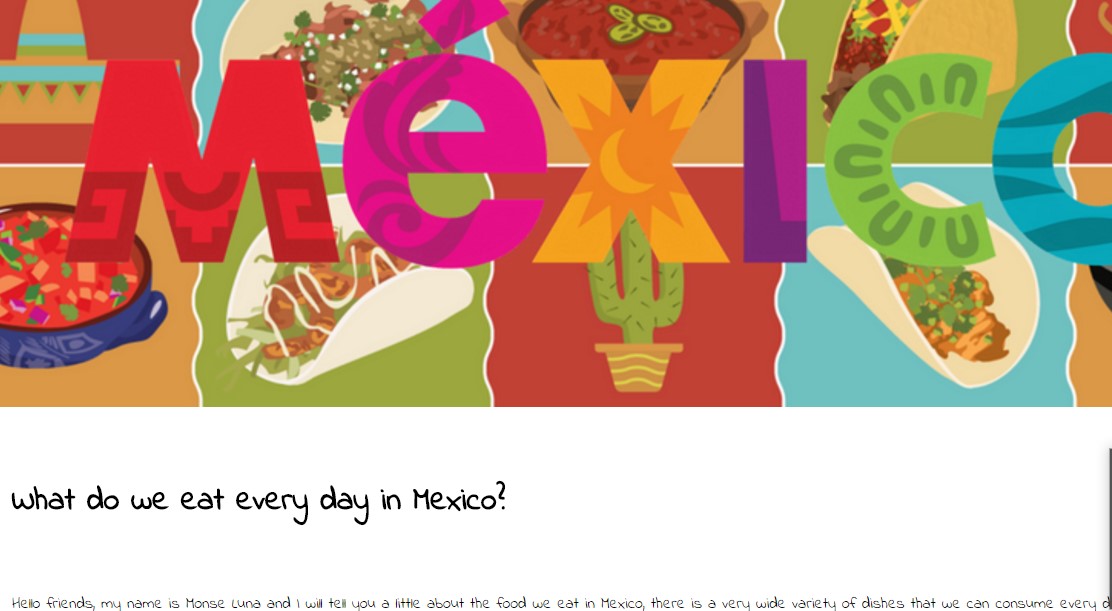 MéxIco
what do we eat every day in Mexico?
Hello friends, my name is Monse Luna and I will tell you a little about the food we eat in Mexico, there is a very wide variety of dishes that we can consume every